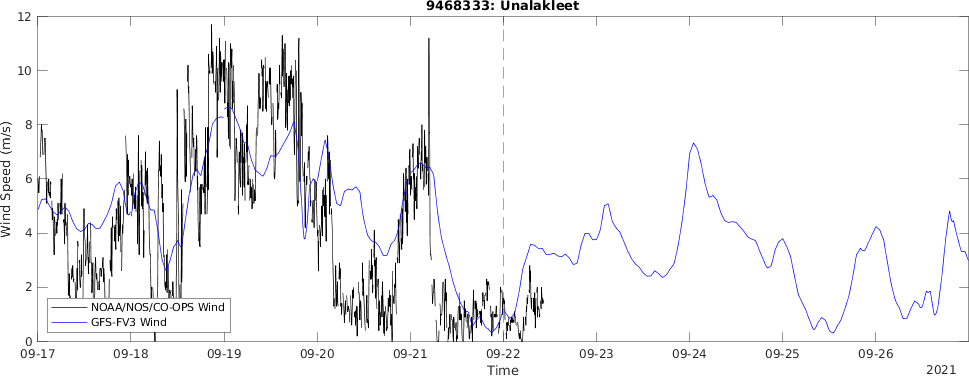 9468333: Unalakleet
12
10
8
6
4
2
0
Wind Speed (m/s)
NOAA/NOS/CO-OPS Wind
GFS-FV3 Wind
09-17 09-18 09-19 09-20 09-21 09-22 09-23 09-24 09-25 09-26
Time
2021